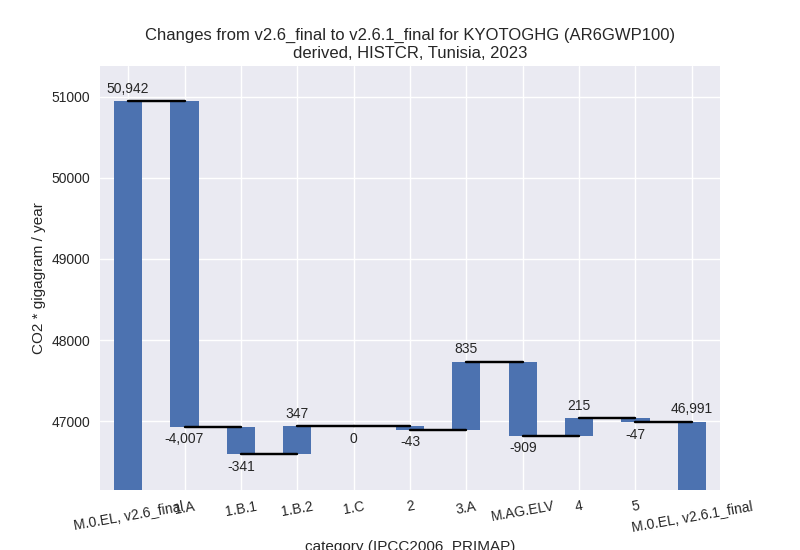 Changes from v2.6_final to v2.6.1_final for KYOTOGHG (AR6GWP100)
derived, HISTCR, Tunisia, 2023
CO2 * gigagram / year
51000
50000
49000
48000
47000
50,942
-4,007
-341
347
0
-43
835
-909
215
-47
46,991
M.0.EL, v2.6_final
1.A
1.B.1
1.B.2
1.C
2
3.A
M.AG.ELV
4
5
M.0.EL, v2.6.1_final
category (IPCC2006_PRIMAP)